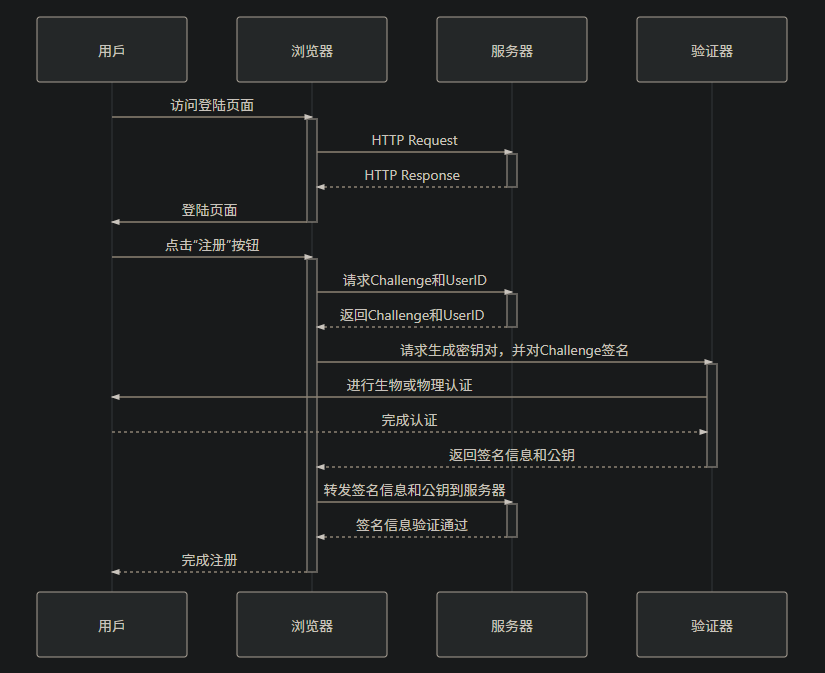 用戶
浏览器
服务器
验证器
访问登陆页面
HTTP Request
HTTP Response
登陆页面
点击“注册”按钮
请求Challenge和UserID
返回Challenge和UserID
请求生成密钥对，并对Challenge签名
进行生物或物理认证
完成认证
返回签名信息和公钥
转发签名信息和公钥到服务器
签名信息验证通过
完成注册
用戶
浏览器
服务器
验证器